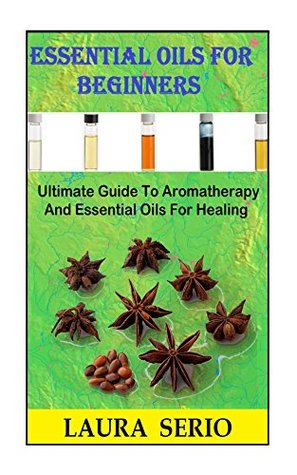 ESSENTIAL OILS FOR
BEGINNERS
Ultimate Guide To Aromatherapy
And Essential Oils For Healing
LAURA SERIO